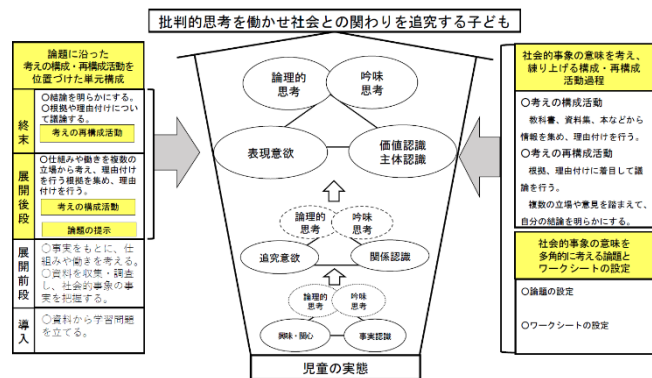 批判的思考を働かせ社会との関わりを追究する子ども
論題に沿った
考えの構成・再構成活動を
位置づけた単元構成
終末
○結論を明らかにする。
○根拠や理由付けについ
て議論する。
考えの再構成活動
展開後段
○仕組みや働きを複数の
立場から考え、理由付け
を行う根拠を集め、理由
付けを行う。
考えの構成活動
論題の提示
展開前段
○事実をもとに、仕
組みや働きを考える。
○資料を収集・調査
し、社会的事象の事
実を把握する。
導入
○資料から学習問題
を立てる。
論理的
思考
吟味
思考
表現意欲
価値認識
主体認識
論理的
思考
吟味
思考
追究意欲
関係認識
論理的
思考
吟味
思考
興味・関心
事実認識
児童の実態
社会的事象の意味を考え、
練り上げる構成・再構成
活動過程
○考えの構成活動
教科書、資料集、本などから
情報を集め、理由付けを行う。
○考えの再構成活動
根拠、理由付けに着目して議
論を行う。
複数の立場や意見を踏まえて、
自分の結論を明らかにする。
社会的事象の意味を
多角的に考える論題と
ワークシートの設定
○論題の設定
○ワークシートの設定